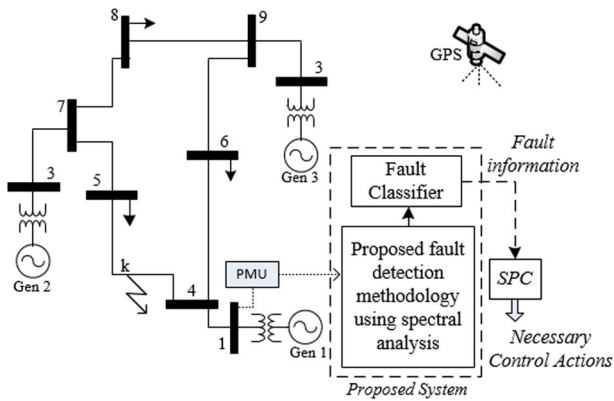 8
9
GPS
3
7
6
3
5
Gen 3
Fault
information
Fault
Classifier
Proposed fault
detection
methodology
using spectral
analysis
k
PMU
SPC
Gen 2
4
1
Gen 1
Necessary
Control Actions
Proposed System